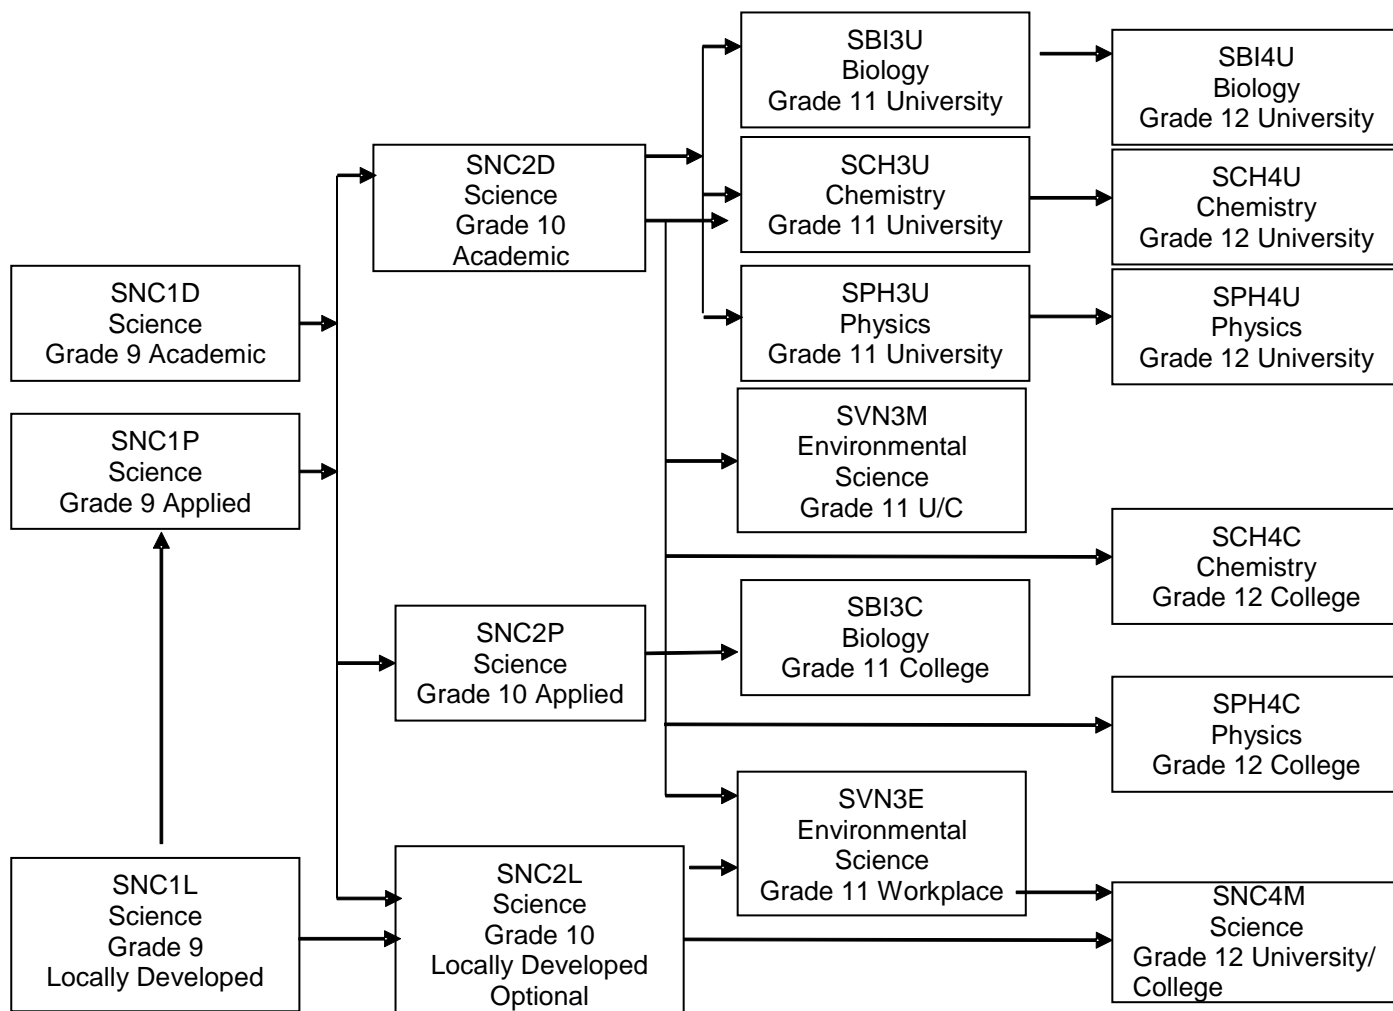 SNC1D
Science
Grade 9 Academic
SNC1P
Science
Grade 9 Applied
SNC1L
Science
Grade 9
Locally Developed
SNC2D
Science
Grade 10
Academic
SNC2P
Science
Grade 10 Applied
SNC2L
Science
Grade 10
Locally Developed
Optional
SBI3U
Biology
Grade 11 University
SCH3U
Chemistry
Grade 11 University
SPH3U
Physics
Grade 11 University
SVN3M
Environmental
Science
Grade 11 U/C
SBI3C
Biology
Grade 11 College
SVN3E
Environmental
Science
Grade 11 Workplace
SBI4U
Biology
Grade 12 University
SCH4U
Chemistry
Grade 12 University
SPH4U
Physics
Grade 12 University
SCH4C
Chemistry
Grade 12 College
SPH4C
Physics
Grade 12 College
SNC4M
Science
Grade 12 University/
College